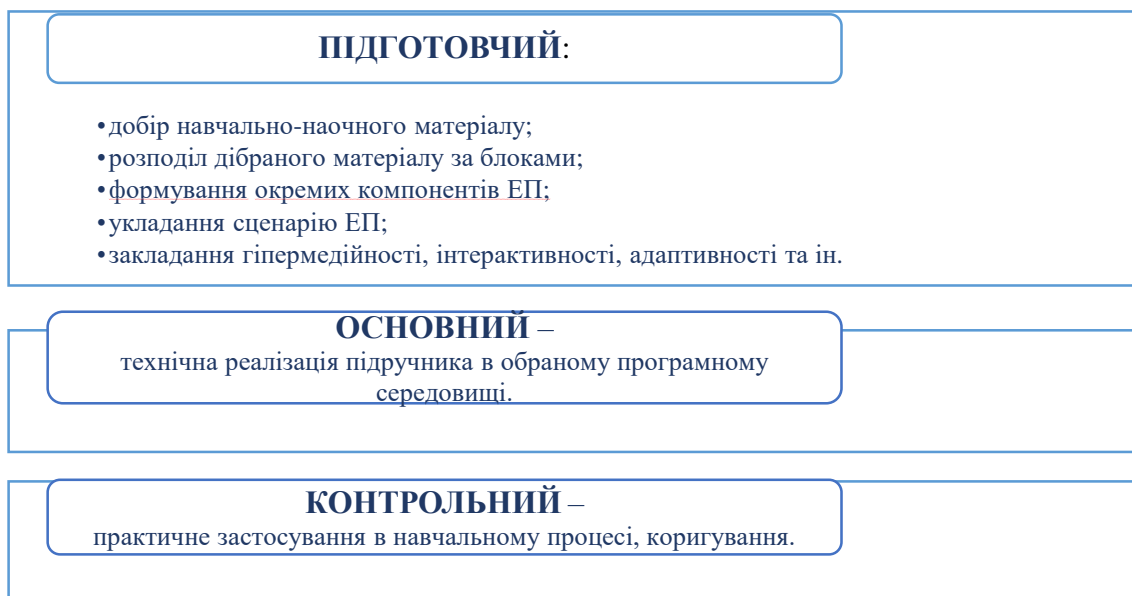 ПІДГОТОВЧИЙ:
•добір навчально-наочного матеріалу;
•розподіл дібраного матеріалу за блоками;
•формування окремих компонентів ЕП;
•укладання сценарію ЕП;
•закладання гіпермедійності, інтерактивності, адаптивності та ін.
ОСНОВНИЙ –
технічна реалізація підручника в обраному програмному
середовищі.
КОНТРОЛЬНИЙ –
практичне застосування в навчальному процесі, коригування.